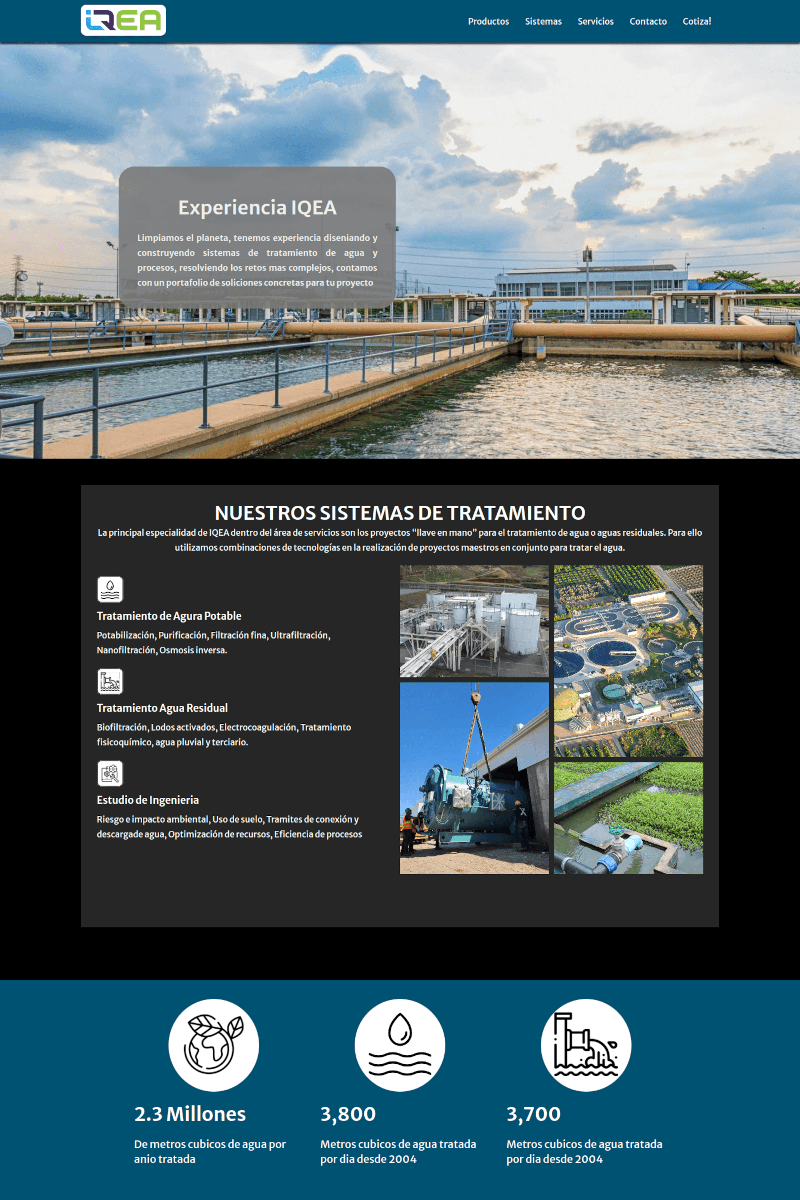 iQEA
Productos Sistemas Servicios Contacto Cotiza!
Experiencia IQEA
Limpiamos el planeta, tenemos experiencia diseniando y
construyendo sistemas de tratamiento de agua y
procesos, resolviendo los retos mas complejos, contamos
con un portafolio de soliciones concretas para tu proyecto
NUESTROS SISTEMAS DE TRATAMIENTO
La principal especialidad de IQEA dentro del área de servicios son los proyectos “llave en mano” para el tratamiento de agua o aguas residuales. Para ello
utilizamos combinaciones de tecnologías en la realización de proyectos maestros en conjunto para tratar el agua.
Tratamiento de Agura Potable
Potabilización, Purificación, Filtración fina, Ultrafiltración,
Nanofiltración, Osmosis inversa.
Tratamiento Agua Residual
Biofiltración, Lodos activados, Electrocoagulación, Tratamiento
fisicoquímico, agua pluvial y terciario.
Estudio de Ingenieria
Riesgo e impacto ambiental, Uso de suelo, Tramites de conexión y
descargade agua, Optimización de recursos, Eficiencia de procesos
2.3 Millones
De metros cubicos de agua por
anio tratada
3,800
Metros cubicos de agua tratada
por dia desde 2004
3,700
Metros cubicos de agua tratada
por dia desde 2004